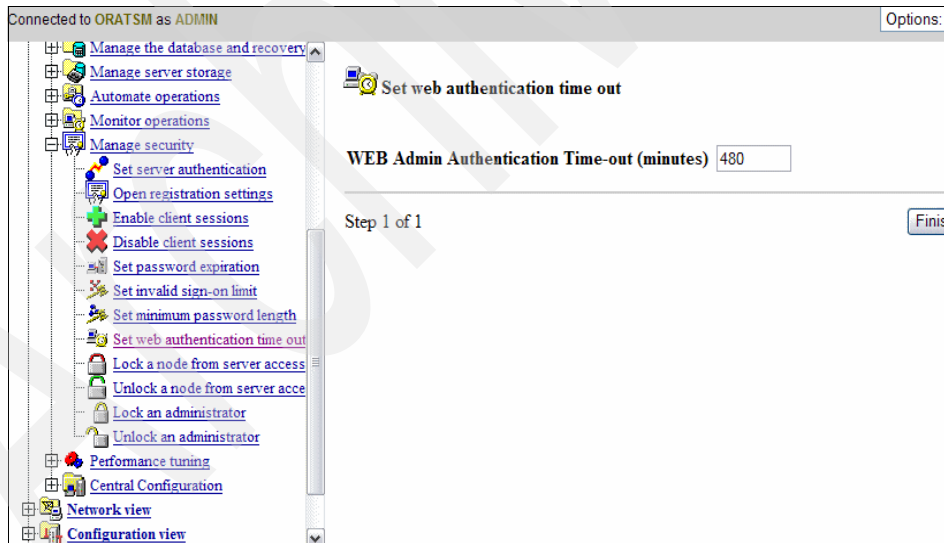 Connected to ORATSM as ADMIN
Options:
Manage the database and recovery
Manage server storage
Automate operations
Monitor operations
Manage security
Set server authentication
Open registration settings
Enable client sessions
Disable client sessions
Set password expiration
Set invalid sign-on limit
Set minimum password length
Set web authentication time out
Lock a node from server access
Unlock a node from server acce
Lock an administrator
Unlock an administrator
Performance tuning
Central Configuration
Network view
Configuration view
Set web authentication time out
WEB Admin Authentication Time-out (minutes) 480
Step 1 of 1
Finis